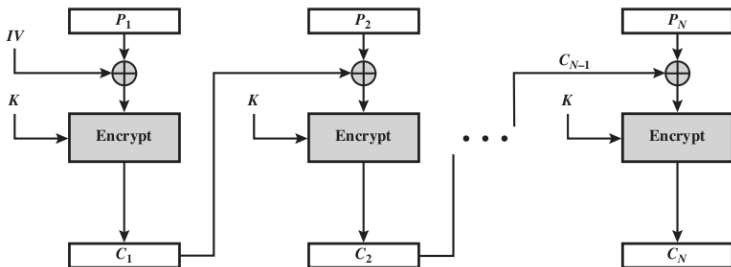 P1 P2 PN
IV
CN–1
K K K
Encrypt Encrypt Encrypt
C1 C2 CN